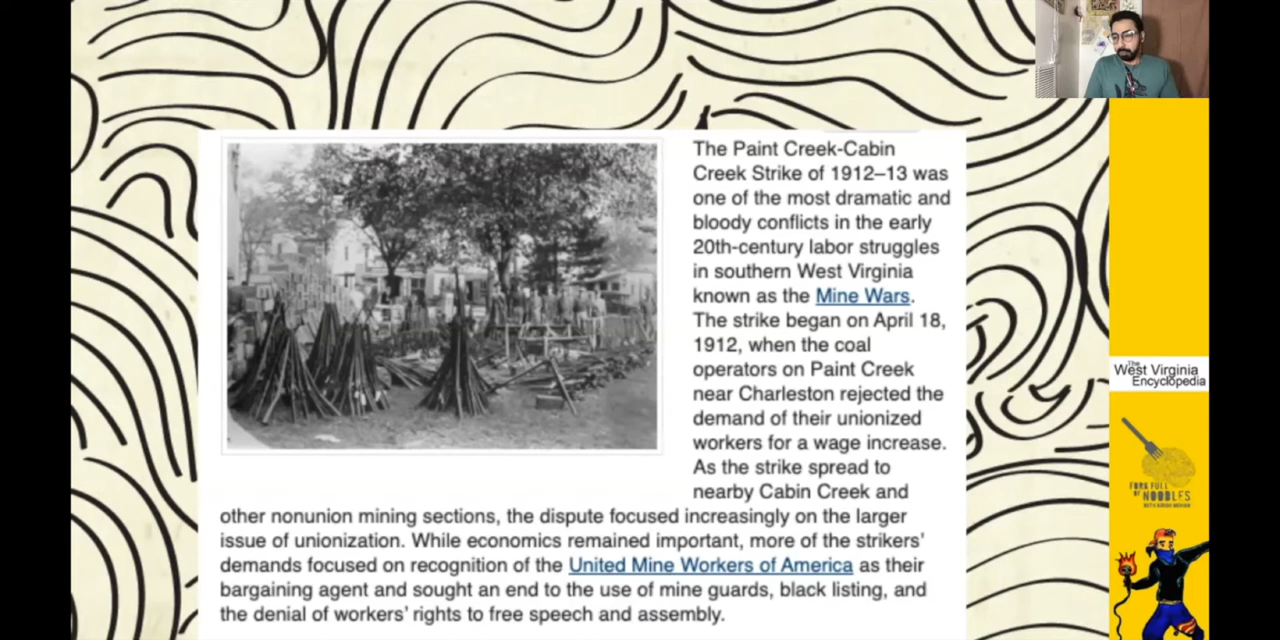 The Paint Creek-Cabin
Creek Strike of 1912–13 was
one of the most dramatic and
bloody conflicts in the early
20th-century labor struggles
in southern West Virginia
known as the Mine Wars.
The strike began on April 18,
1912, when the coal
operators on Paint Creek
near Charleston rejected the
demand of their unionized
workers for a wage increase.
As the strike spread to
nearby Cabin Creek and
other nonunion mining sections, the dispute focused increasingly on the larger
issue of unionization. While economics remained important, more of the strikers'
demands focused on recognition of the United Mine Workers of America as their
bargaining agent and sought an end to the use of mine guards, black listing, and
the denial of workers' rights to free speech and assembly.
The
West Virginia
Encyclopedia
FORK FULL
OF NOODLES